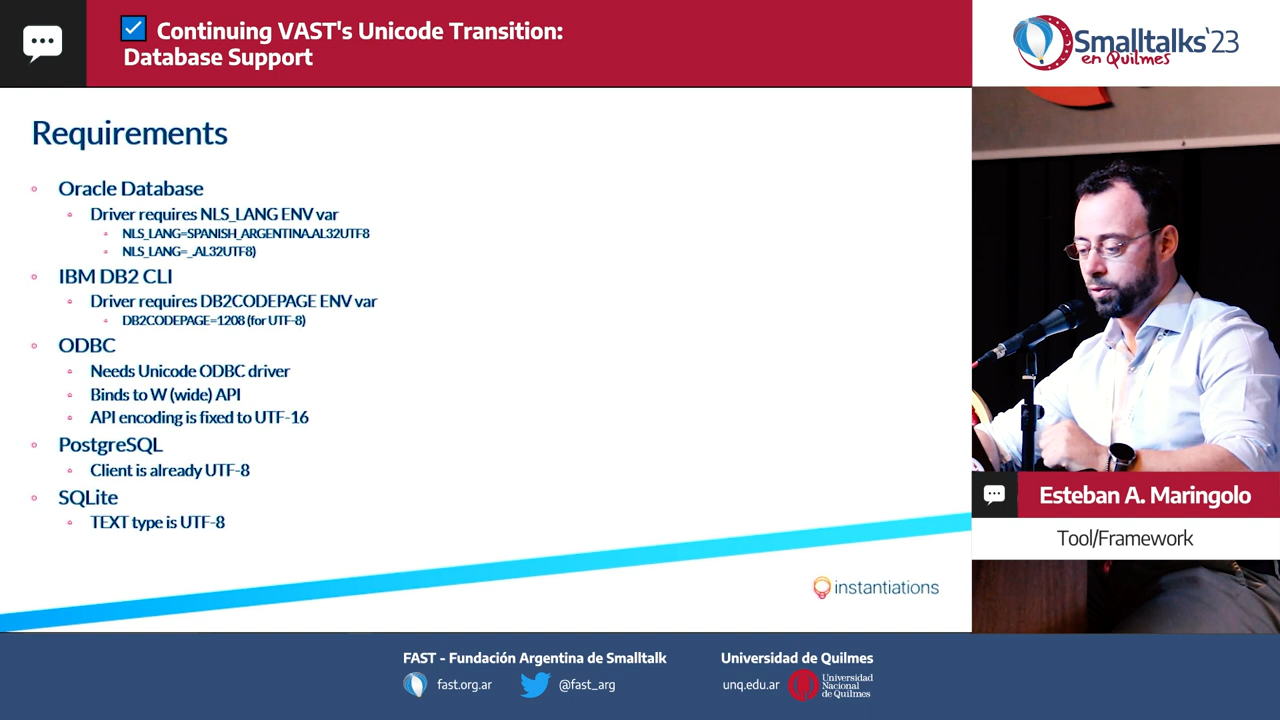 Continuing VAST's Unicode Transition:
Database Support
Smalltalks'23
en Quilmes
Requirements
Oracle Database
Driver requires NLS_LANG ENV var
NLS_LANG=SPANISH_ARGENTINA.AL32UTF8
NLS_LANG=_.AL32UTF8)
IBM DB2 CLI
Driver requires DB2CODEPAGE ENV var
DB2CODEPAGE=1208 (for UTF-8)
ODBC
Needs Unicode ODBC driver
Binds to W (wide) API
API encoding is fixed to UTF-16
PostgreSQL
Client is already UTF-8
SQLite
TEXT type is UTF-8
instantiations
Esteban A. Maringolo
Tool/Framework
FAST - Fundación Argentina de Smalltalk
fast.org.ar
@fast_arg
Universidad de Quilmes
unq.edu.ar
Universidad
Nacional
de Quilmes